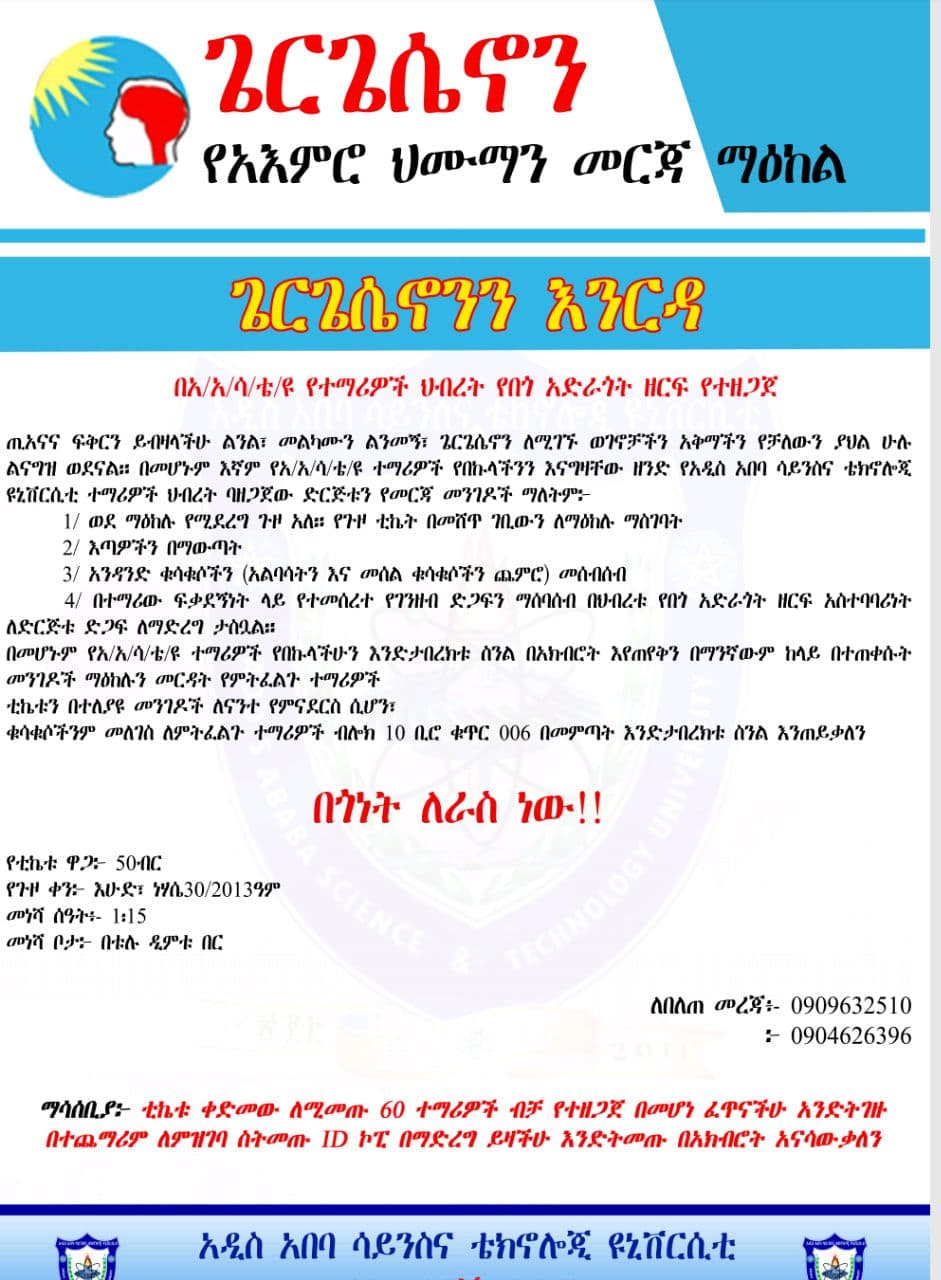 ጌርጌሴኖን
የአእምሮ ህሙማን መርጃ ማዕከል
ጌርጌሴኖንን እንርዳ
በአ/አ/ሳ/ቴ/ዩ የተማሪዎች ህብረት የበጎ አድራጎት ዘርፍ የተዘጋጀ
ጤአናና ፍቅርን ይብዛላችሁ ልንል፣ መልካሙን ልንመኝ፣ ጌርጌሴኖን ለሚገኙ ወገኖቻችን አቅማችን የቻለውን ያህል ሁሉ
ልናግዝ ወደናል። በመሆኑም እኛም የአ/አ/ሳ/ቴ/ዩ ተማሪዎች የበኩላችንን እናግዛቸው ዘንድ የአዲስ አበባ ሳይንስና ቴክኖሎጂ
ዩኒቨርሲቲ ተማሪዎች ህብረት ባዘጋጀው ድርጅቱን የመርጃ መንገዶች ማለትም፦
1/ ወደ ማዕከሉ የሚደረግ ጉዞ አለ። የጉዞ ቲኬት በመሸጥ ገቢውን ለማዕከሉ ማስገባት
2/ እጣዎችን በማውጣት
3/ አንዳንድ ቁሳቁሶችን (አልባሳትን እና መሰል ቁሳቁሶችን ጨምሮ) መሰብሰብ
4/ በተማሪው ፍቃደኝነት ላይ የተመሰረተ የገንዘብ ድጋፍን ማሰባሰብ በህብረቱ የበጎ አድራጎት ዘርፍ አስተባባሪነት
ለድርጅቱ ድጋፍ ለማድረግ ታስቧል።
በመሆኑም የአ/አ/ሳ/ቴ/ዩ ተማሪዎች የበኩላችሁን እንድታበረክቱ ስንል በአክብሮት እየጠየቅን በማንኛውም ከላይ በተጠቀሱት
መንገዶች ማዕከሉን መርዳት የምትፈልጉ ተማሪዎች
ቲኬቱን በተለያዩ መንገዶች ለናንተ የምናደርስ ሲሆን፣
ቁሳቁሶችንም መለገስ ለምትፈልጉ ተማሪዎች ብሎክ 10 ቢሮ ቁጥር 006 በመምጣት እንድታበረክቱ ስንል እንጠይቃለን
በጎነት ለራስ ነው!!
የቲኬቱ ዋጋ፦ 50ብር
የጉዞ ቀን፦ እሁድ፣ ነሃሴ30/2013ዓም
መነሻ ሰዓት፡- 1፡15
መነሻ ቦታ፦ በቱሉ ዲምቱ በር
ለበለጠ መረጃ፡- 0909632510
፦ 0904626396
ማሳሰቢያ፦ ቲኬቱ ቀድመው ለሚመጡ 60 ተማሪዎች ብቻ የተዘጋጀ በመሆነ ፈጥናችሁ አንድትገዙ
በተጨማሪም ለምዝገባ ስትመጡ ID ኮፒ በማድረግ ይዛችሁ እንድትመጡ በአክብሮት አናሳውቃለን
አዲስ አበባ ሳይንስና ቴክኖሎጂ ዩኒቨርሲቲ